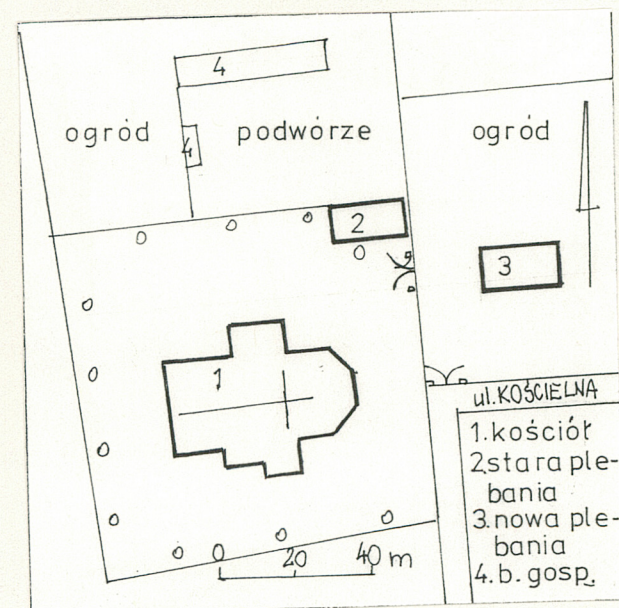 4
ogród
4
podwórze
ogród
2
3
1
ul.KOŚCIELNA
1.kościół
2.stara ple-
bania
3.nowa ple-
bania
4.b. gosp.
0 20 40 m